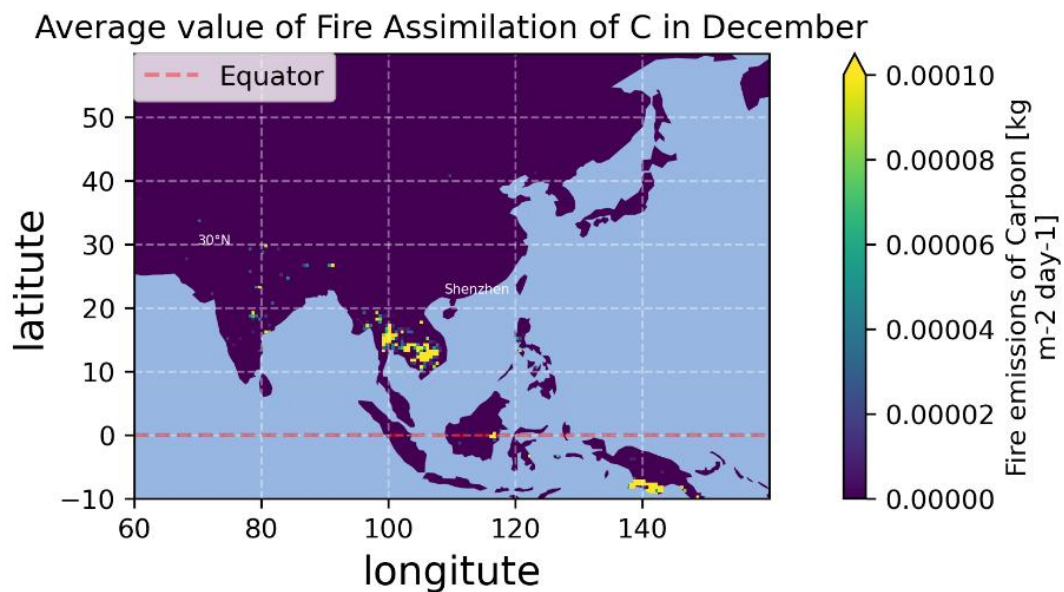 Average value of Fire Assimilation of C in December
Equator
50
40
30
20
10
0
−10
60
80
100
120
140
latitute
longitute
30°N
Shenzhen
0.00010
0.00008
0.00006
0.00004
0.00002
0.00000
Fire emissions of Carbon [kg
m-2 day-1]